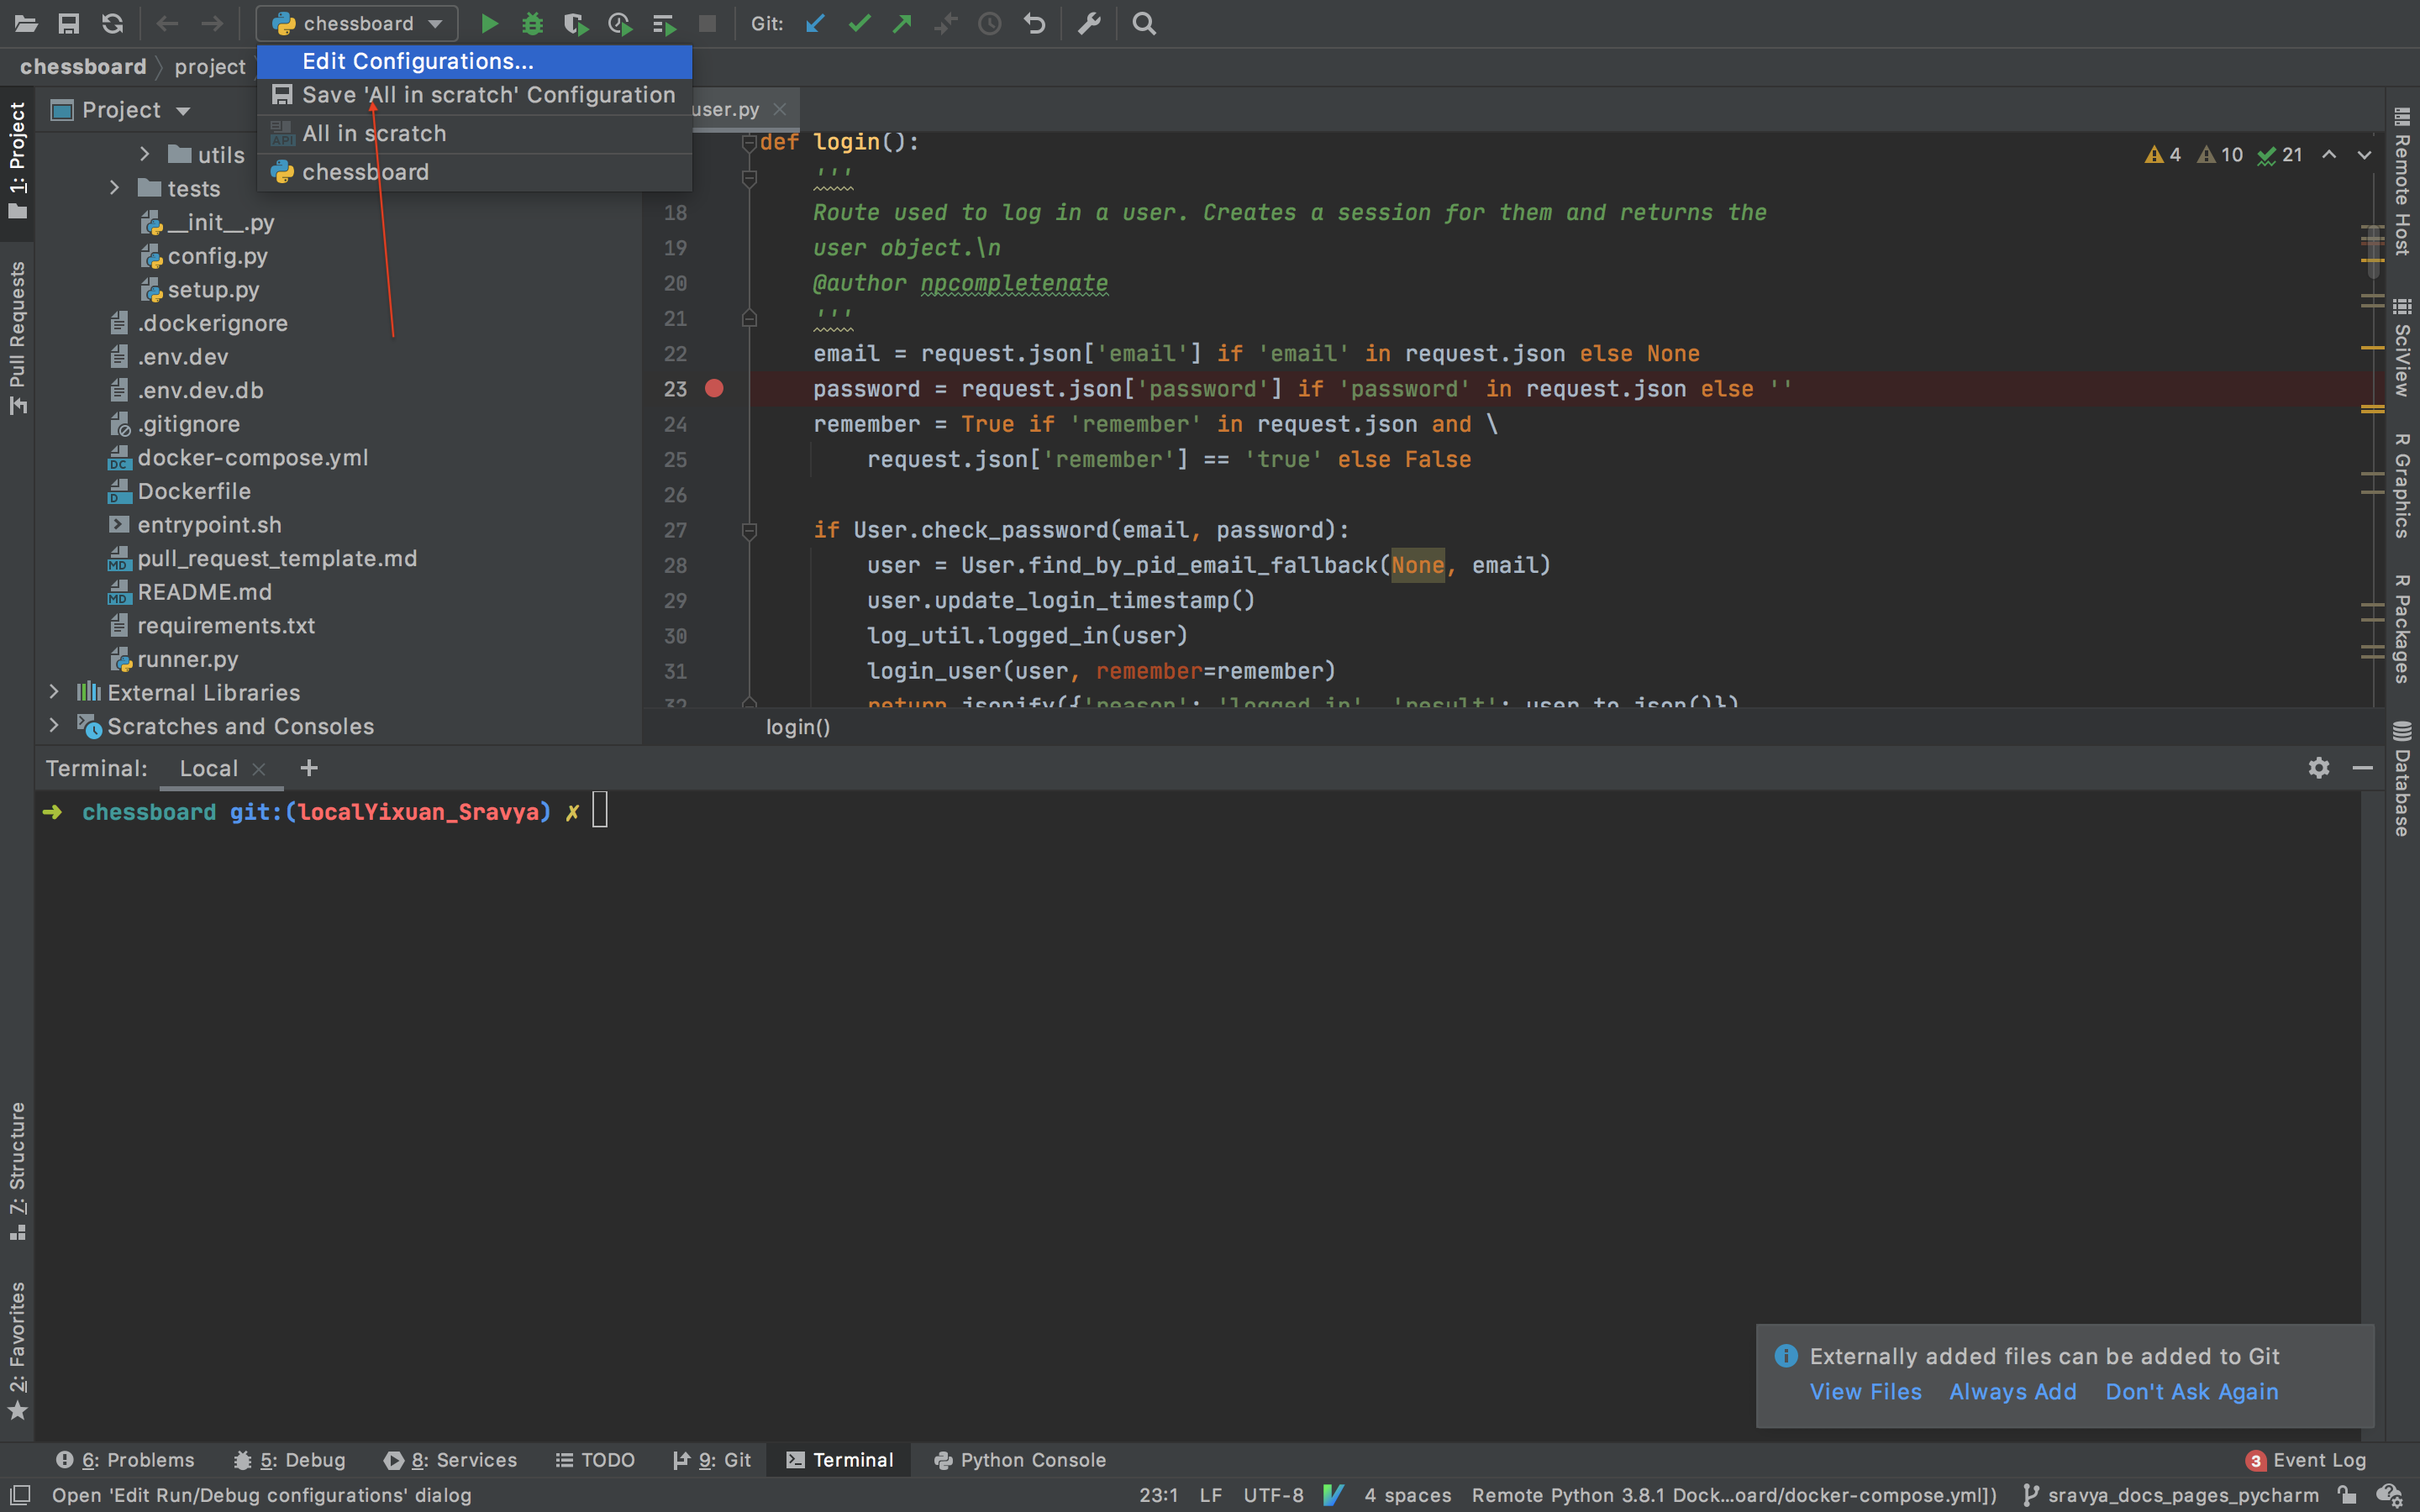 chessboard
Git:
chessboard
project
Edit Configurations...
Save 'All in scratch' Configuration
All in scratch
chessboard
Project
user.py
utils
tests
__init__.py
config.py
setup.py
.dockerignore
.env.dev
.env.dev.db
.gitignore
docker-compose.yml
Dockerfile
entrypoint.sh
pull_request_template.md
README.md
requirements.txt
runner.py
External Libraries
Scratches and Consoles
1: Project
Pull Requests
7: Structure
2: Favorites
def login():
'''
18 Route used to log in a user. Creates a session for them and returns the
19 user object.\n
20 @author npcompletenate
21 '''
22 email = request.json['email'] if 'email' in request.json else None
23 password = request.json['password'] if 'password' in request.json else ''
24 remember = True if 'remember' in request.json and \
25 request.json['remember'] == 'true' else False
26
27 if User.check_password(email, password):
28 user = User.find_by_pid_email_fallback(None, email)
29 user.update_login_timestamp()
30 log_util.logged_in(user)
31 login_user(user, remember=remember)
32 return jsonify({'reason': 'logged in', 'result': user.to_json()})
4 10 21
login()
Remote Host
SciView
R Graphics
R Packages
Database
Terminal: Local
chessboard git:(localYixuan_Sravya) ✗
Externally added files can be added to Git
View Files Always Add Don't Ask Again
6: Problems 5: Debug 8: Services TODO 9: Git Terminal Python Console 3 Event Log
Open 'Edit Run/Debug configurations' dialog 23:1 LF UTF-8 4 spaces Remote Python 3.8.1 Dock...oard/docker-compose.yml]) sravya_docs_pages_pycharm